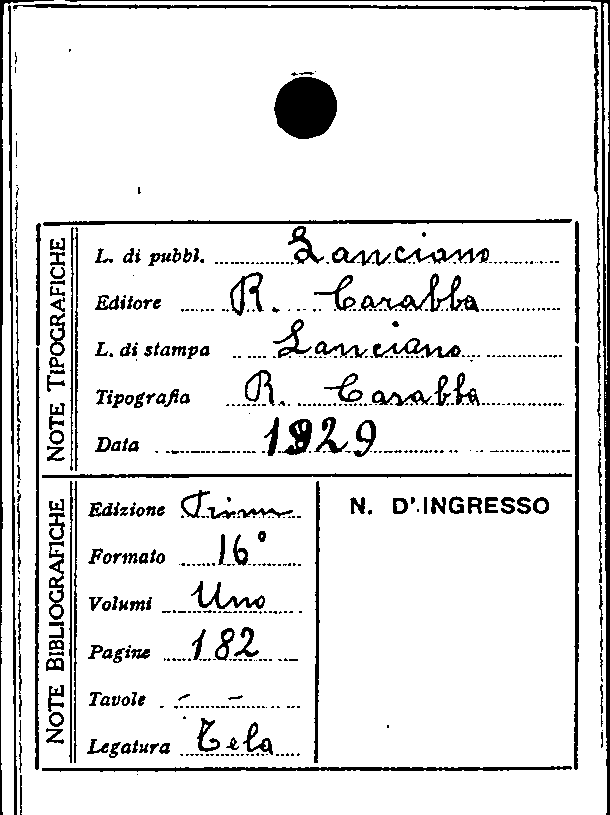 NOTE TIPOGRAFICHE
L. di pubbl. Lanciano
Editore R. Carabba
L. di stampa Lanciano
Tipografia R. Carabba
Data 1929
NOTE BIBLIOGRAFICHE
Edizione Prima
Formato 16°
Volumi Uno
Pagine 182
Tavole - -
Legatura Tela
N. D'INGRESSO